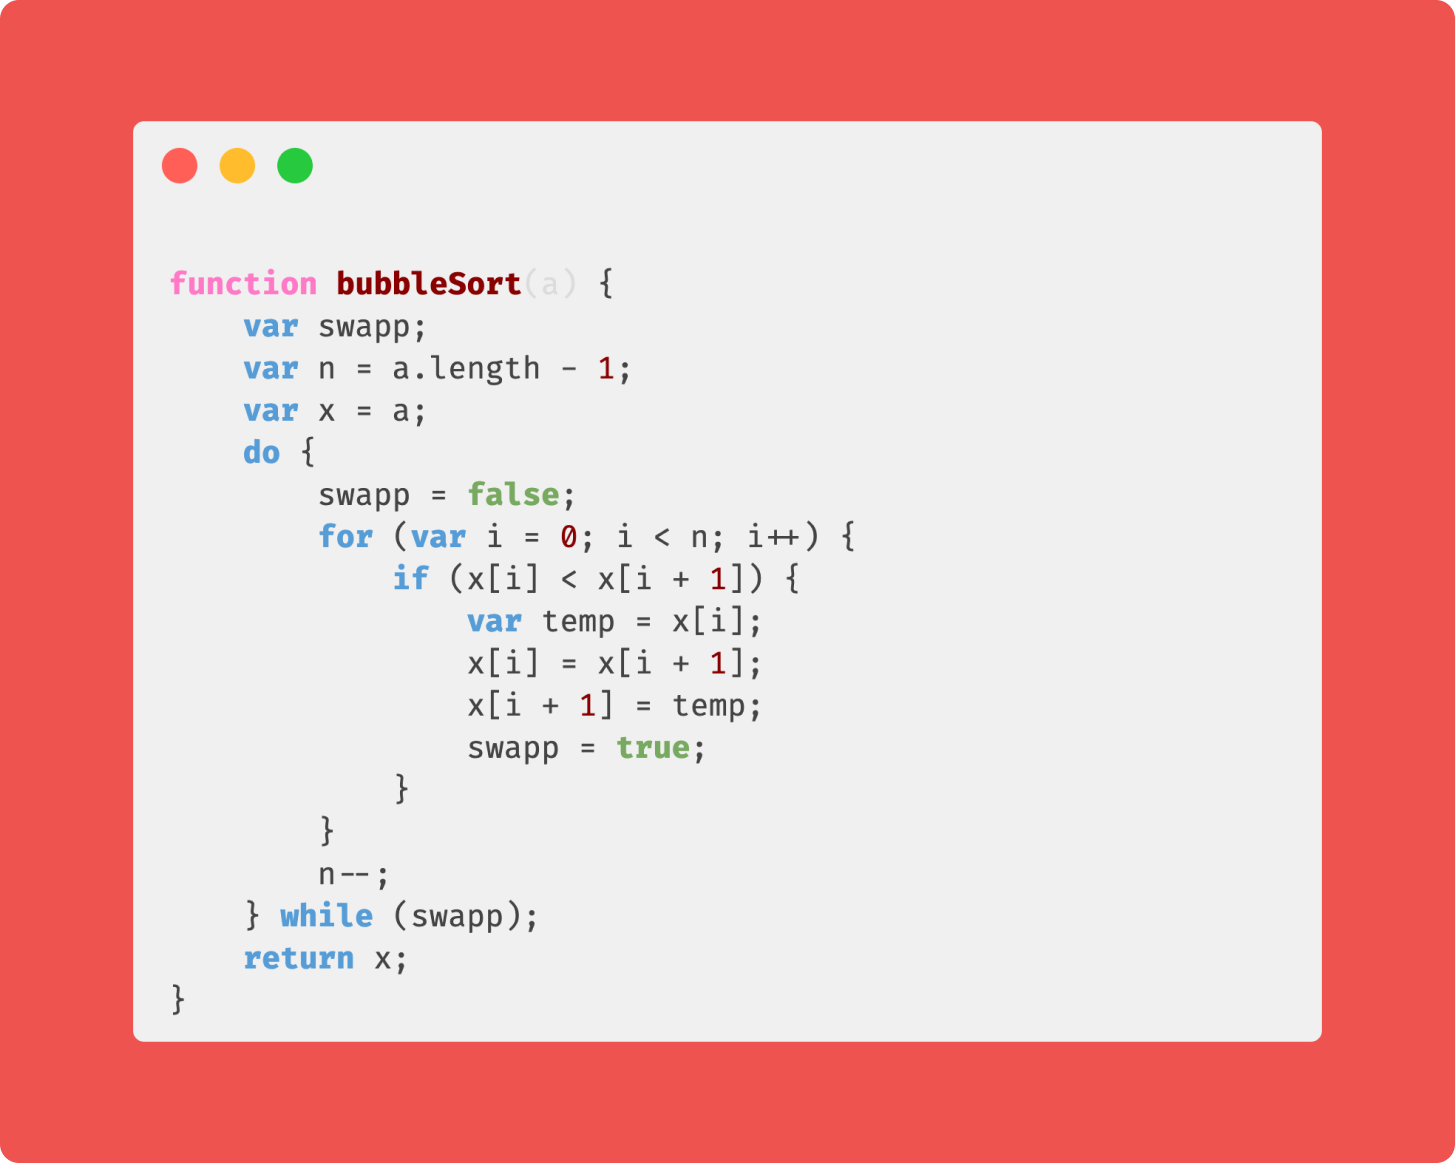 function bubbleSort(a) {
    var swapp;
    var n = a.length - 1;
    var x = a;
    do {
        swapp = false;
        for (var i = 0; i < n; i++) {
            if (x[i] < x[i + 1]) {
                var temp = x[i];
                x[i] = x[i + 1];
                x[i + 1] = temp;
                swapp = true;
            }
        }
        n--;
    } while (swapp);
    return x;
}